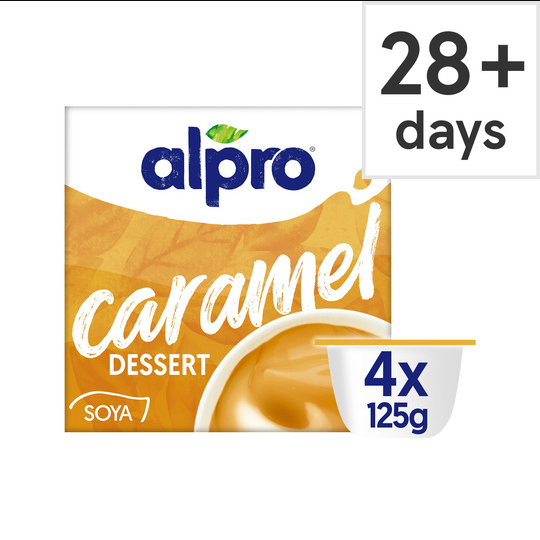 28+
days
alpro®
caramel
DESSERT
SOYA
4x
125g